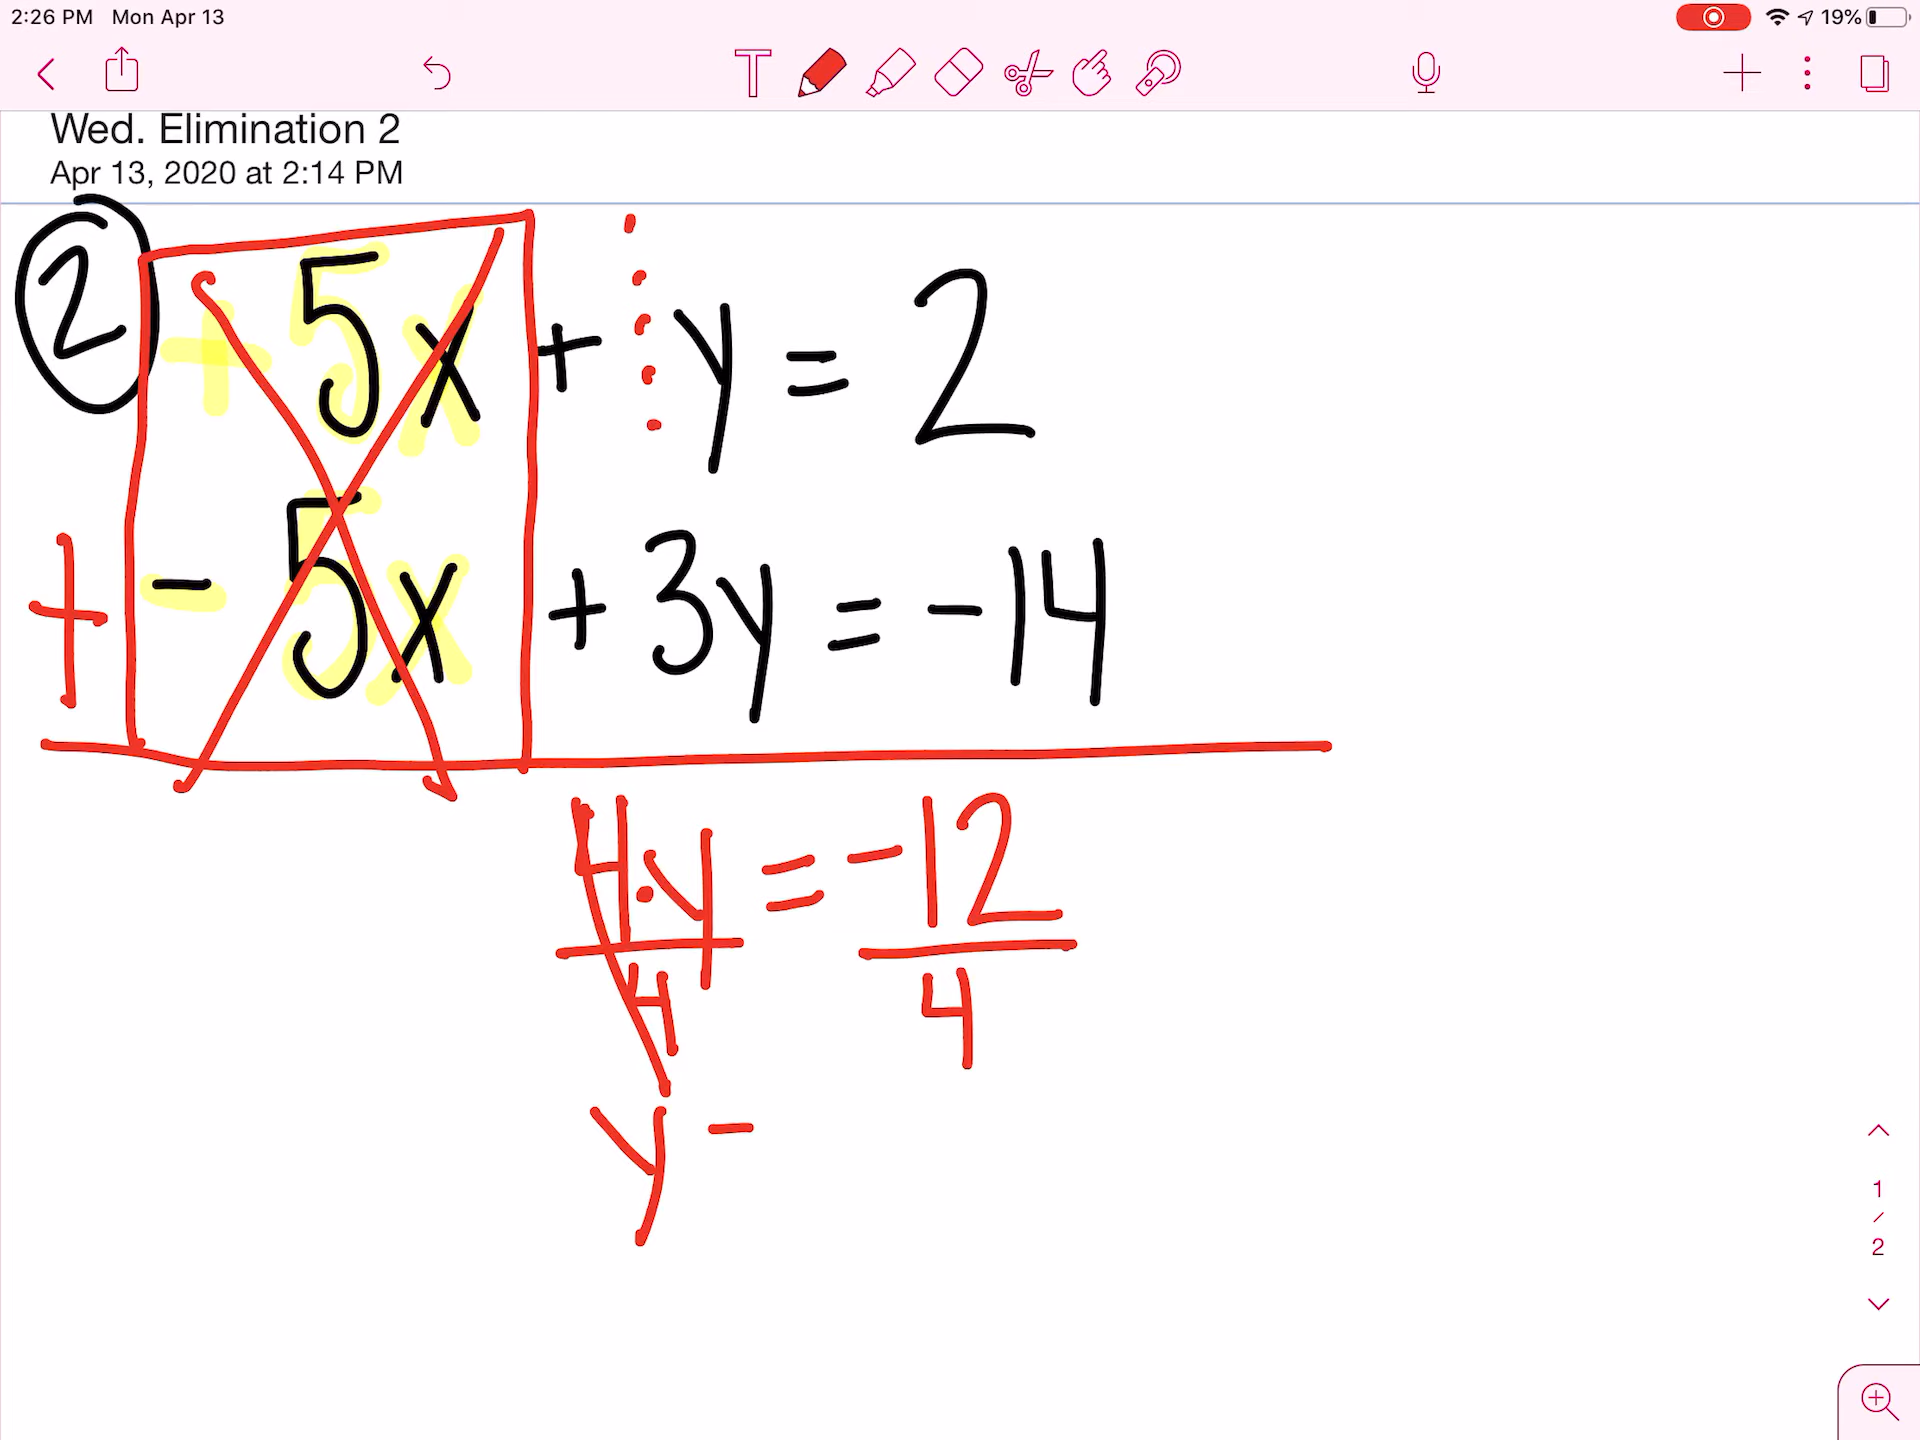 2:26 PM Mon Apr 13 19%
T
Wed. Elimination 2
Apr 13, 2020 at 2:14 PM
2 + 5x + y = 2
+ - 5x + 3y = -14
4·y = -12
4 4
y -
1
/
2